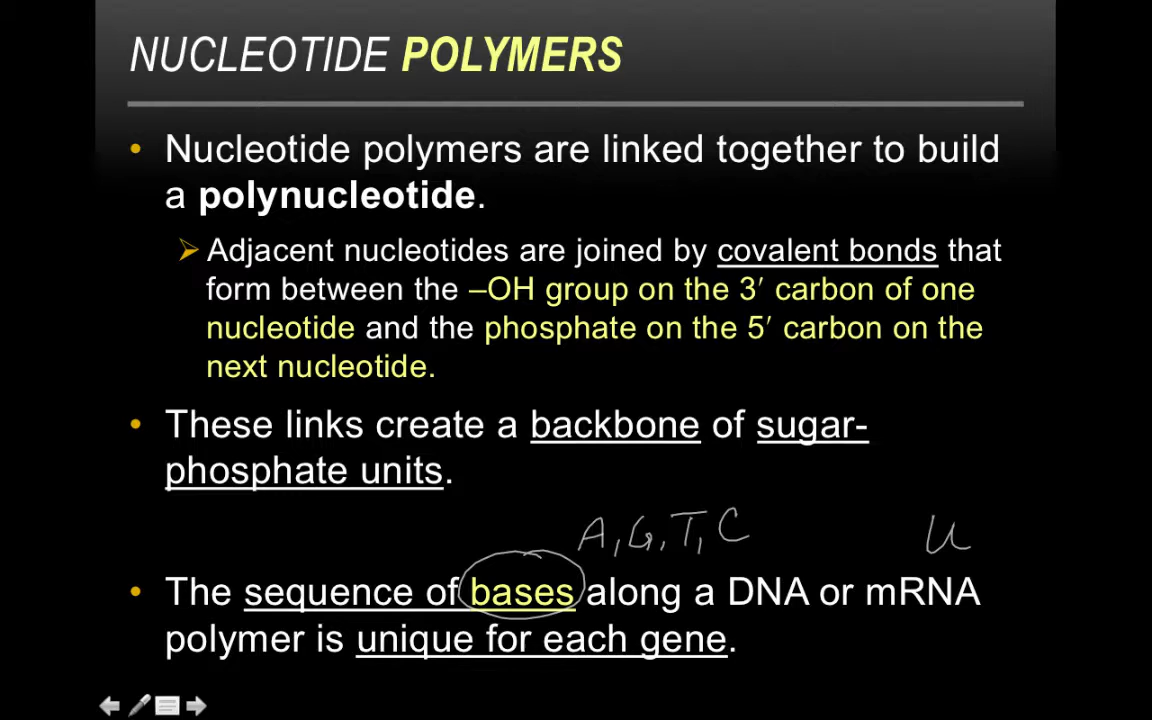 NUCLEOTIDE POLYMERS
• Nucleotide polymers are linked together to build
a polynucleotide.
➢ Adjacent nucleotides are joined by covalent bonds that
form between the –OH group on the 3′ carbon of one
nucleotide and the phosphate on the 5′ carbon on the
next nucleotide.
• These links create a backbone of sugar-
phosphate units.
A, G, T, C U
• The sequence of bases along a DNA or mRNA
polymer is unique for each gene.